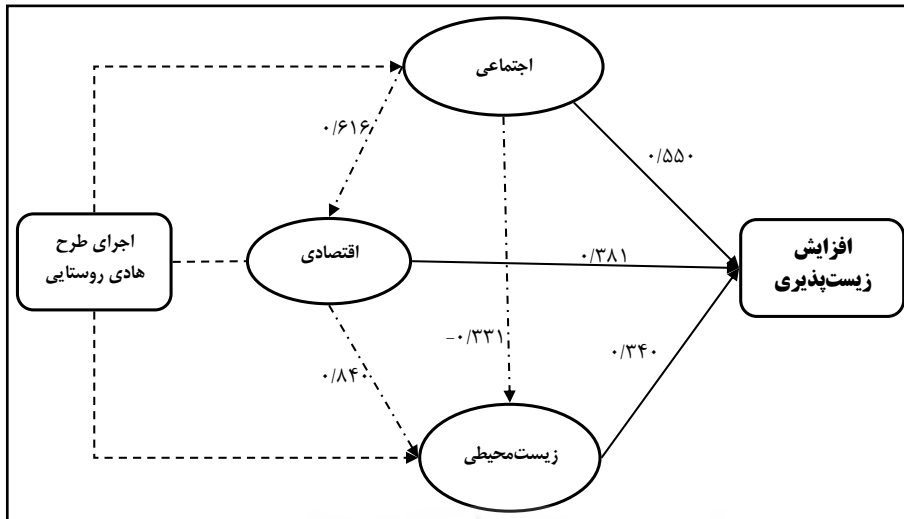 اجتماعی
۰/۶۱۶
۰/۵۵۰
اجرای طرح
هادی روستایی
اقتصادی
۰/۳۸۱
افزایش
زیست‌پذیری
-۰/۳۳۱
۰/۳۴۰
۰/۸۴۰
زیست‌محیطی